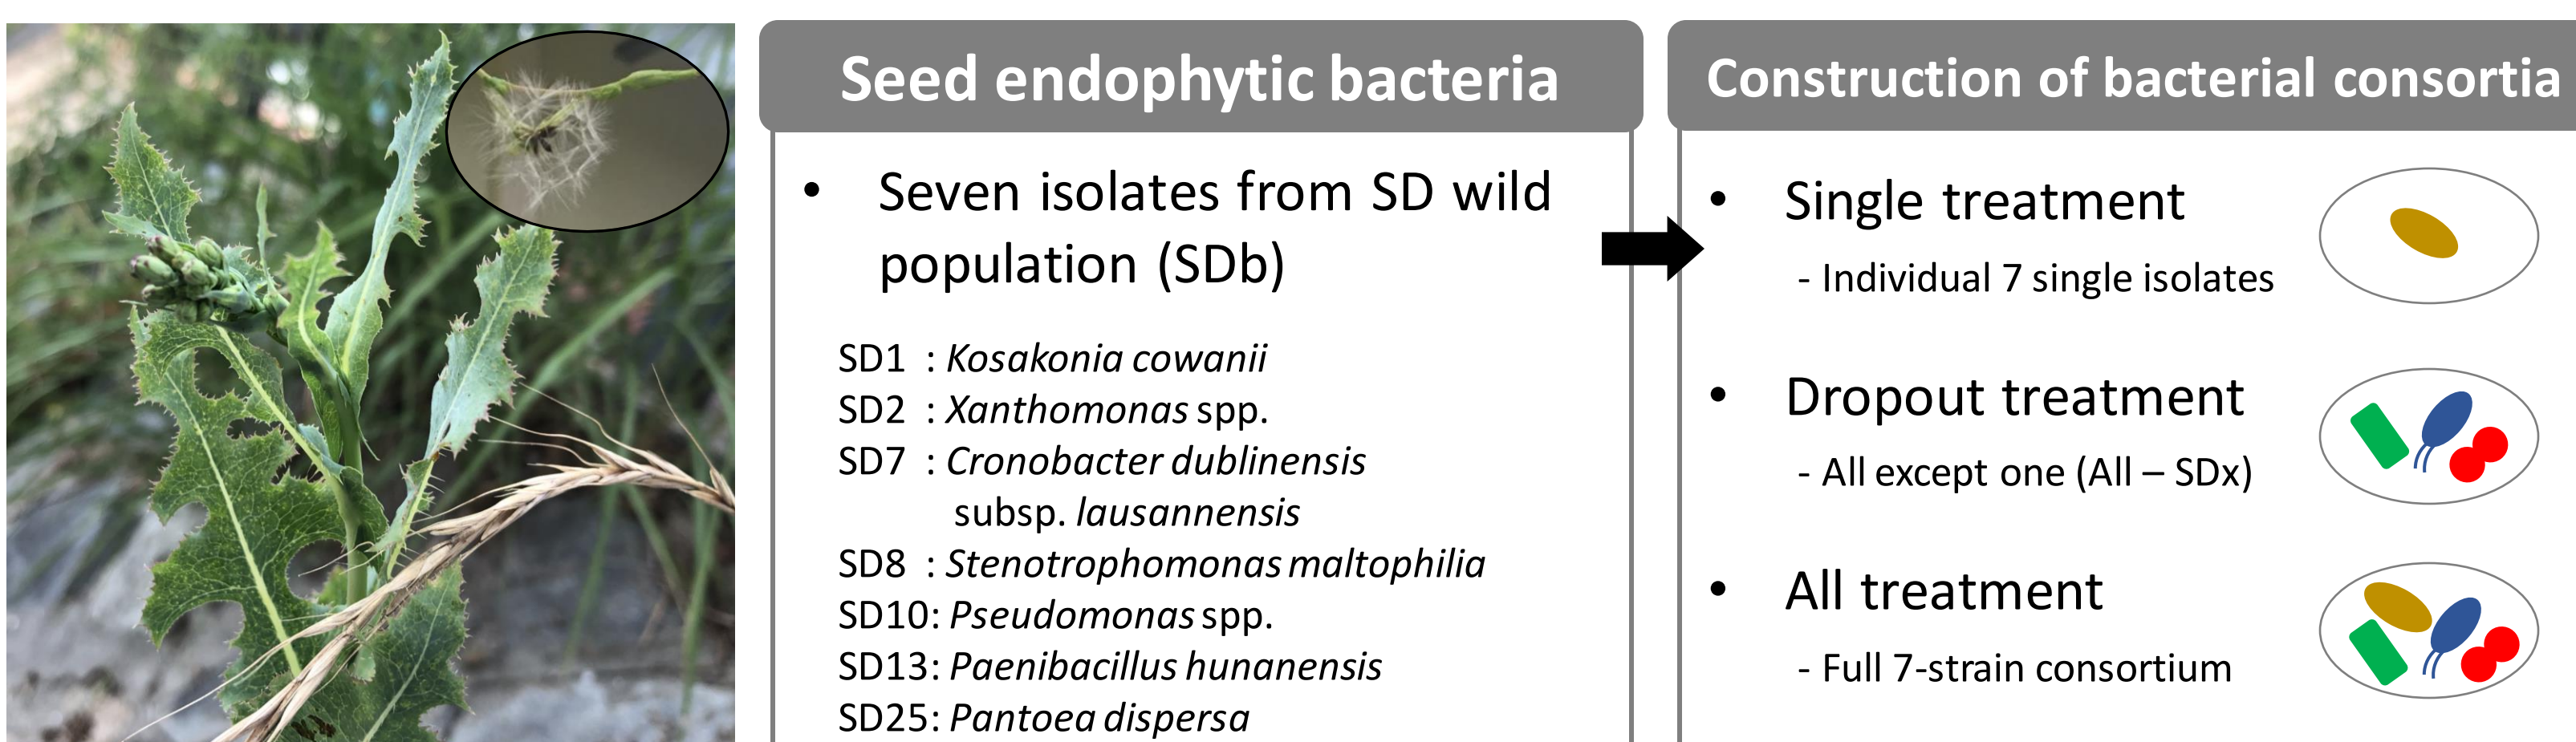 Seed endophytic bacteria
• Seven isolates from SD wild
population (SDb)
SD1 : Kosakonia cowanii
SD2 : Xanthomonas spp.
SD7 : Cronobacter dublinensis
subsp. lausannensis
SD8 : Stenotrophomonas maltophilia
SD10: Pseudomonas spp.
SD13: Paenibacillus hunanensis
SD25: Pantoea dispersa
Construction of bacterial consortia
• Single treatment
- Individual 7 single isolates
• Dropout treatment
- All except one (All – SDx)
• All treatment
- Full 7-strain consortium